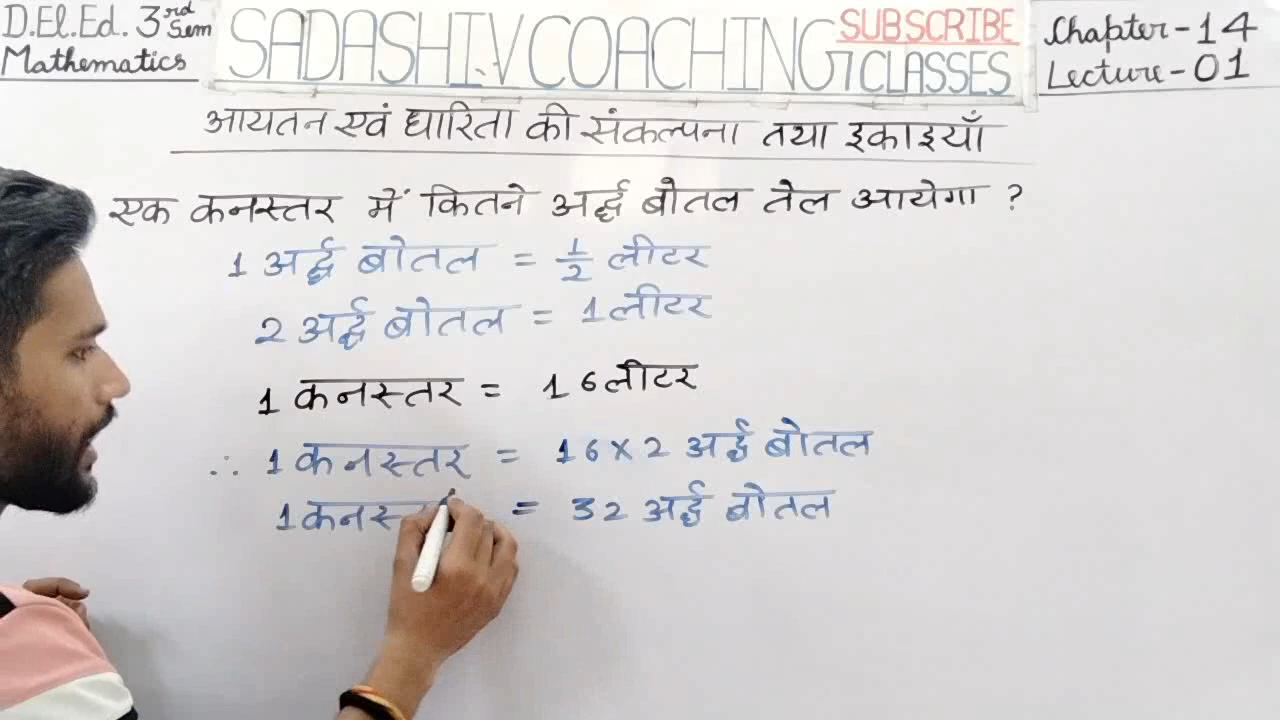 D.El.Ed. 3rd Sem
Mathematics
SADASHIV COACHING CLASSES
SUBSCRIBE
Chapter-14
Lecture-01
आयतन एवं धारिता की संकल्पना तथा इकाइयाँ
एक कनस्तर में कितने अर्द्ध बोतल तेल आयेगा ?
1 अर्द्ध बोतल = 1/2 लीटर
2 अर्द्ध बोतल = 1 लीटर
1 कनस्तर = 16 लीटर
∴ 1 कनस्तर = 16 × 2 अर्द्ध बोतल
= 32 अर्द्ध बोतल